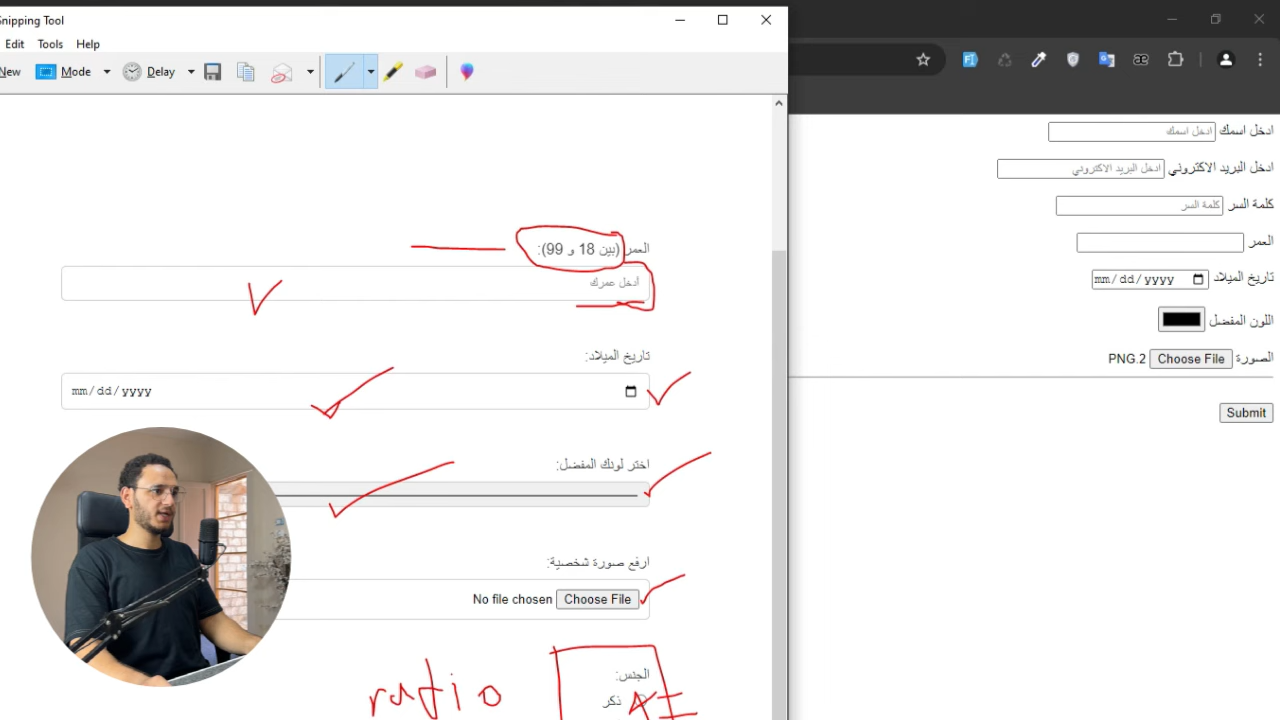 Snipping Tool
Edit Tools Help
New Mode Delay
العمر (بين 18 و 99):
أدخل عمرك
تاريخ الميلاد:
mm/dd/yyyy
اختر لونك المفضل:
ارفع صورة شخصية:
Choose File No file chosen
الجنس:
ذكر
ratio
ادخل اسمك ادخل اسمك
ادخل البريد الاكتروني ادخل البريد الاكتروني
كلمة السر كلمة السر
العمر
تاريخ الميلاد mm/dd/yyyy
اللون المفضل
الصورة Choose File PNG.2
Submit